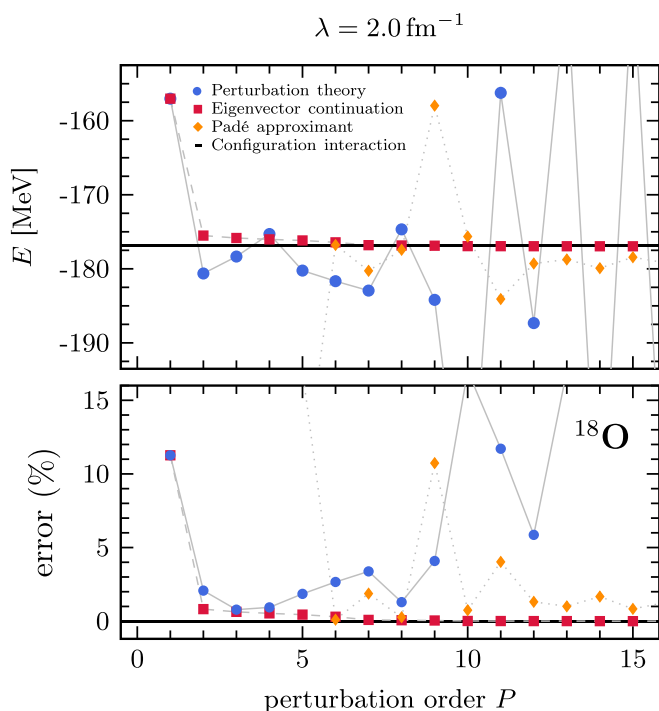 λ = 2.0 fm⁻¹
Perturbation theory
Eigenvector continuation
Padé approximant
Configuration interaction
-160
-170
-180
-190
E [MeV]
15
10
5
0
error (%)
¹⁸O
0 5 10 15
perturbation order P